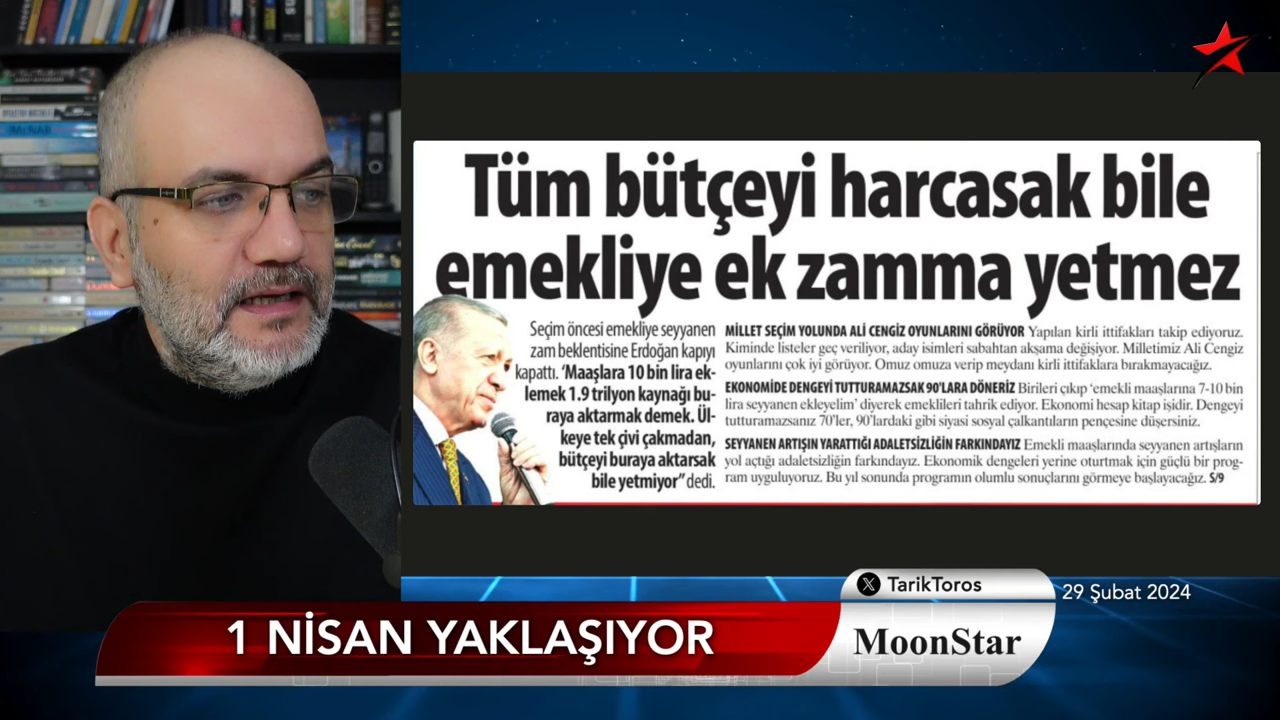 Tüm bütçeyi harcasak bile
emekliye ek zamma yetmez
Seçim öncesi emekliye seyyanen
zam beklentisine Erdoğan kapıyı
kapattı. ‘Maaşlara 10 bin lira ek-
lemek 1.9 trilyon kaynağı bu-
raya aktarmak demek. Ül-
keye tek çivi çakmadan,
bütçeyi buraya aktarsak
bile yetmiyor” dedi.
MİLLET SEÇİM YOLUNDA ALİ CENGİZ OYUNLARINI GÖRÜYOR Yapılan kirli ittifakları takip ediyoruz.
Kiminde listeler geç veriliyor, aday isimleri sabahtan akşama değişiyor. Milletimiz Ali Cengiz
oyunlarını çok iyi görüyor. Omuz omuza verip meydanı kirli ittifaklara bırakmayacağız.
EKONOMİDE DENGEYİ TUTTURAMAZSAK 90’LARA DÖNERİZ Birileri çıkıp ‘emekli maaşlarına 7-10 bin
lira seyyanen ekleyelim’ diyerek emeklileri tahrik ediyor. Ekonomi hesap kitap işidir. Dengeyi
tutturamazsanız 70’ler, 90’lardaki gibi siyasi sosyal çalkantıların pençesine düşersiniz.
SEYYANEN ARTIŞIN YARATTIĞI ADALETSİZLİĞİN FARKINDAYIZ Emekli maaşlarında seyyanen artışların
yol açtığı adaletsizliğin farkındayız. Ekonomik dengeleri yerine oturtmak için güçlü bir prog-
ram uyguluyoruz. Bu yıl sonunda programın olumlu sonuçlarını görmeye başlayacağız. S/9
TarikToros
29 Şubat 2024
1 NİSAN YAKLAŞIYOR
MoonStar